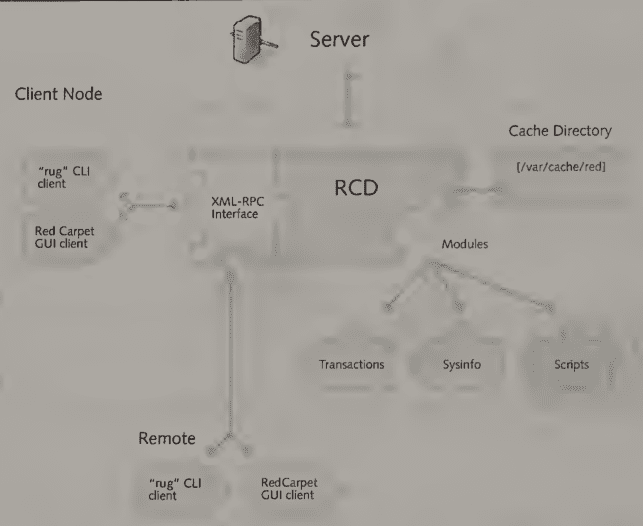 Server
Client Node
Cache Directory
[/var/cache/red]
"rug" CLI
client
XML-RPC
Interface
RCD
Red Carpet
GUI client
Modules
Transactions
Sysinfo
Scripts
Remote
"rug" CLI
client
RedCarpet
GUI client